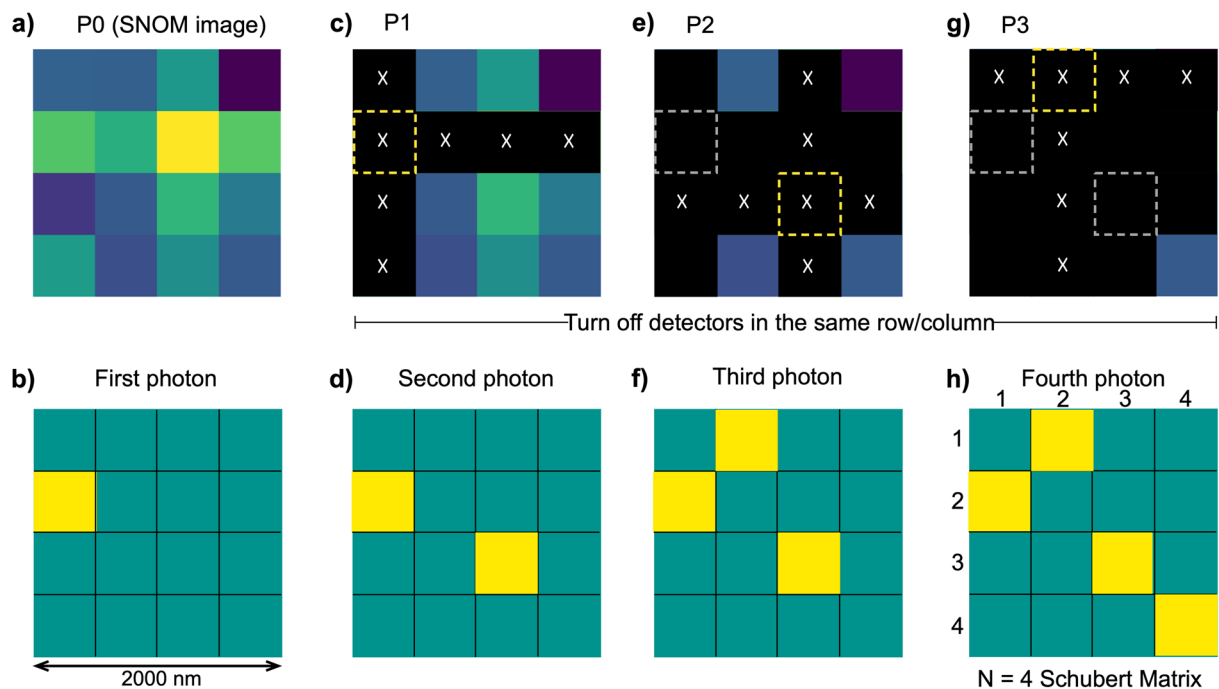 a) P0 (SNOM image)
c) P1
e) P2
g) P3
X
X X X X
X
X
X
X
X X X X
X
X X X X
X
X
X
Turn off detectors in the same row/column
b) First photon
d) Second photon
f) Third photon
h) Fourth photon
1 2 3 4
1
2
3
4
2000 nm
N = 4 Schubert Matrix